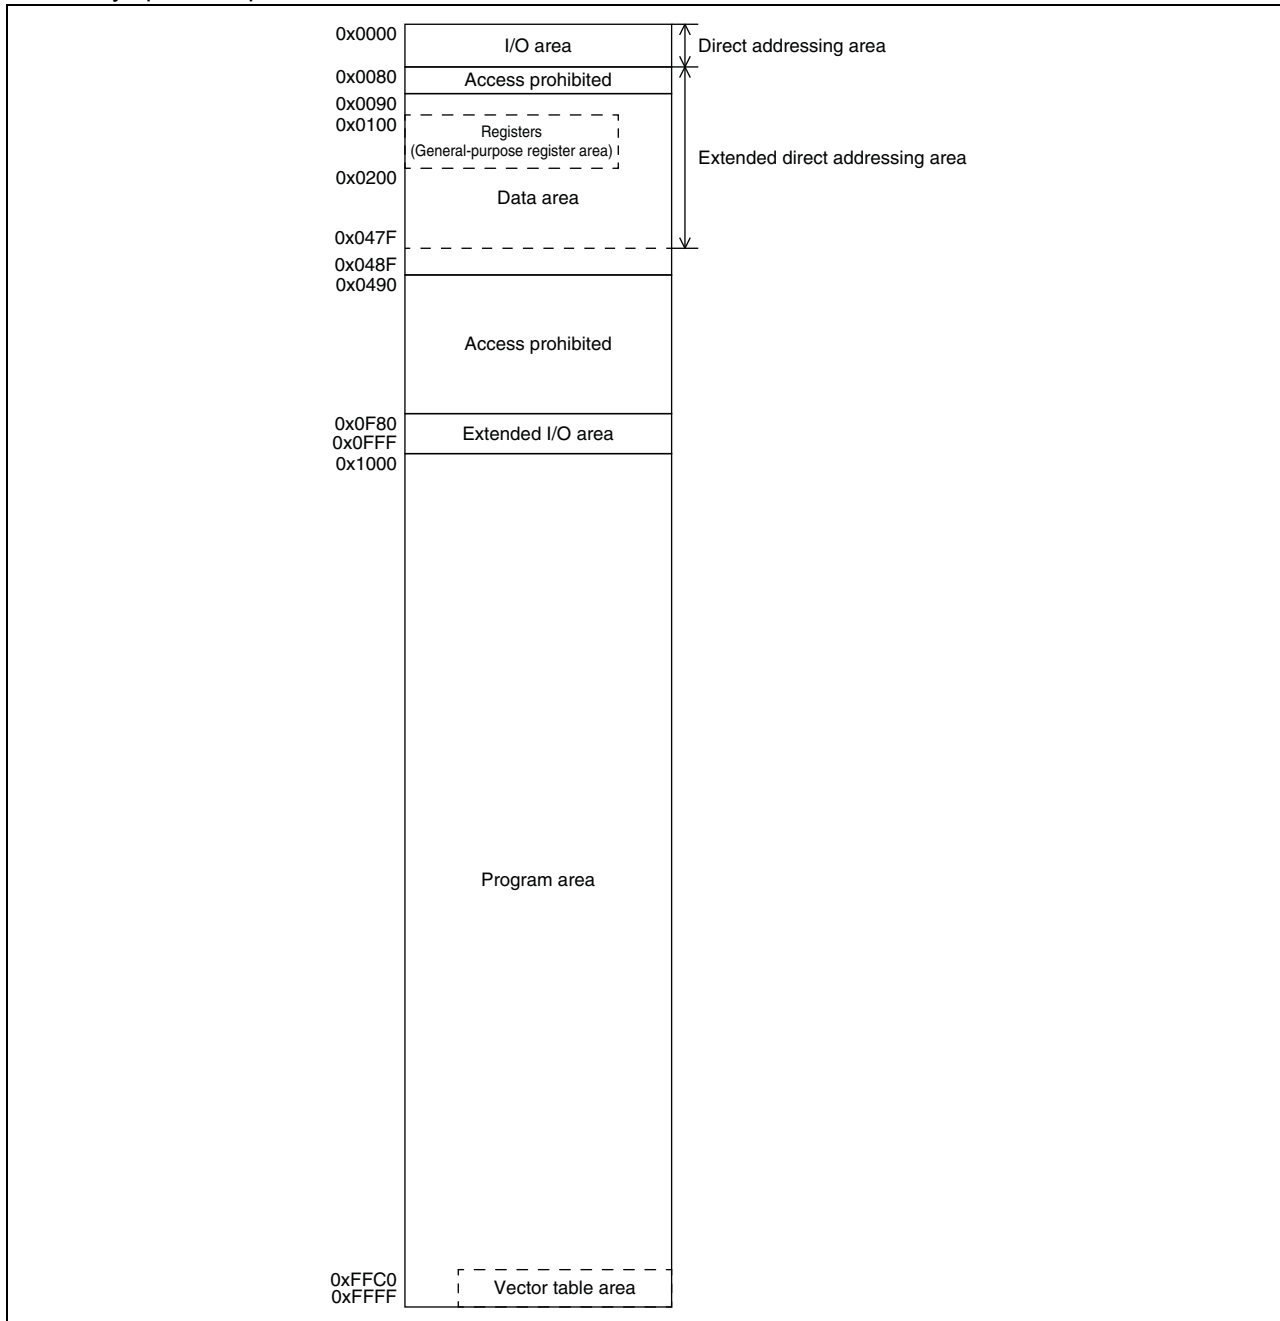 0x0000
I/O area
Direct addressing area
0x0080
Access prohibited
0x0090
0x0100
Registers
(General-purpose register area)
Extended direct addressing area
0x0200
Data area
0x047F
0x048F
0x0490
Access prohibited
0x0F80
Extended I/O area
0x0FFF
0x1000
Program area
0xFFC0
Vector table area
0xFFFF